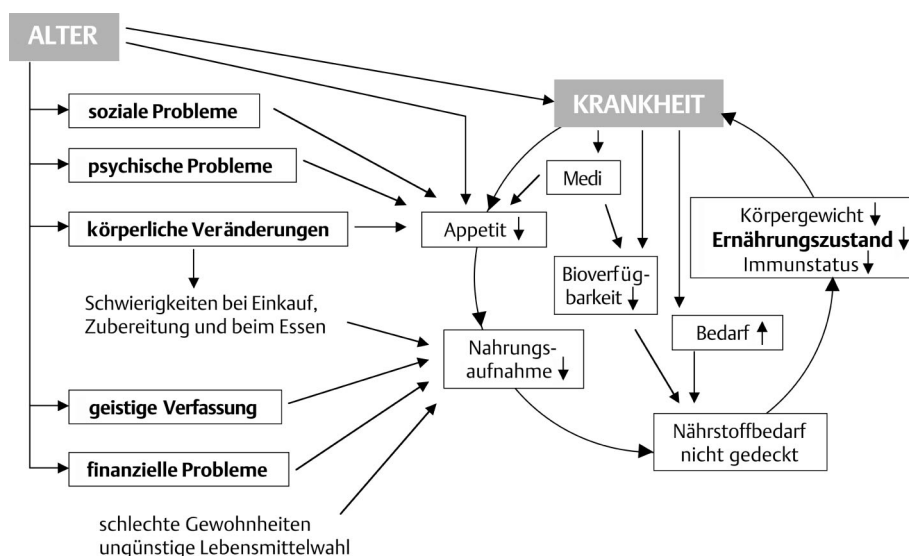 ALTER
KRANKHEIT
soziale Probleme
psychische Probleme
Medi
körperliche Veränderungen
Appetit ↓
Körpergewicht ↓
Ernährungszustand ↓
Immunstatus ↓
Bioverfüg-
barkeit ↓
Schwierigkeiten bei Einkauf,
Zubereitung und beim Essen
Bedarf ↑
Nahrungs-
aufnahme ↓
geistige Verfassung
Nährstoffbedarf
nicht gedeckt
finanzielle Probleme
schlechte Gewohnheiten
ungünstige Lebensmittelwahl